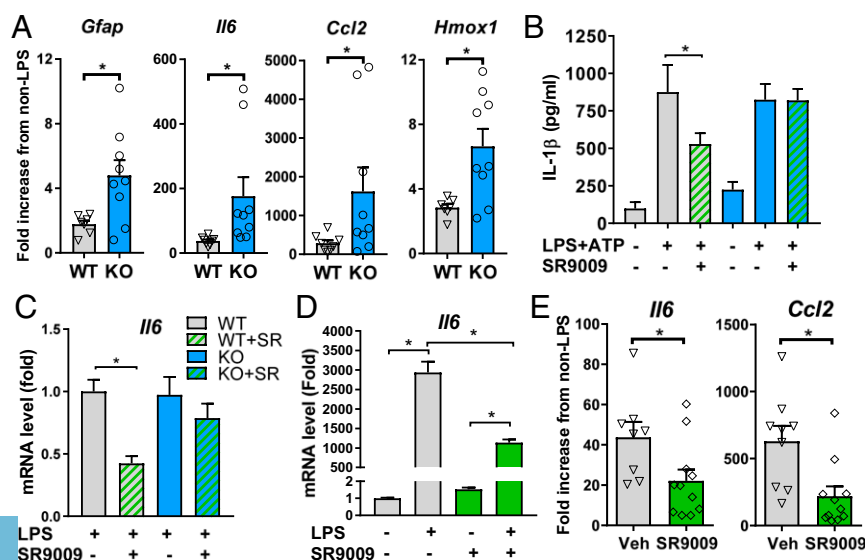 A
Gfap
Il6
Ccl2
Hmox1
Fold increase from non-LPS
12
8
4
0
600
400
200
0
5000
4000
3000
2000
1000
0
12
8
4
0
*
*
*
*
WT KO
WT KO
WT KO
WT KO
B
IL-1β (pg/ml)
1250
1000
750
500
250
0
*
LPS+ATP - + + - + +
SR9009 - - + - - +
C
Il6
mRNA level (fold)
1.5
1.0
0.5
0.0
*
WT
WT+SR
KO
KO+SR
LPS + + + +
SR9009 - + - +
D
Il6
mRNA level (Fold)
4000
3500
3000
2500
2000
1500
1000
500
2
1
0
*
*
*
LPS - + - +
SR9009 - - + +
E
Il6
Ccl2
Fold increase from non-LPS
100
80
60
40
20
0
1500
1000
500
0
*
*
Veh SR9009
Veh SR9009